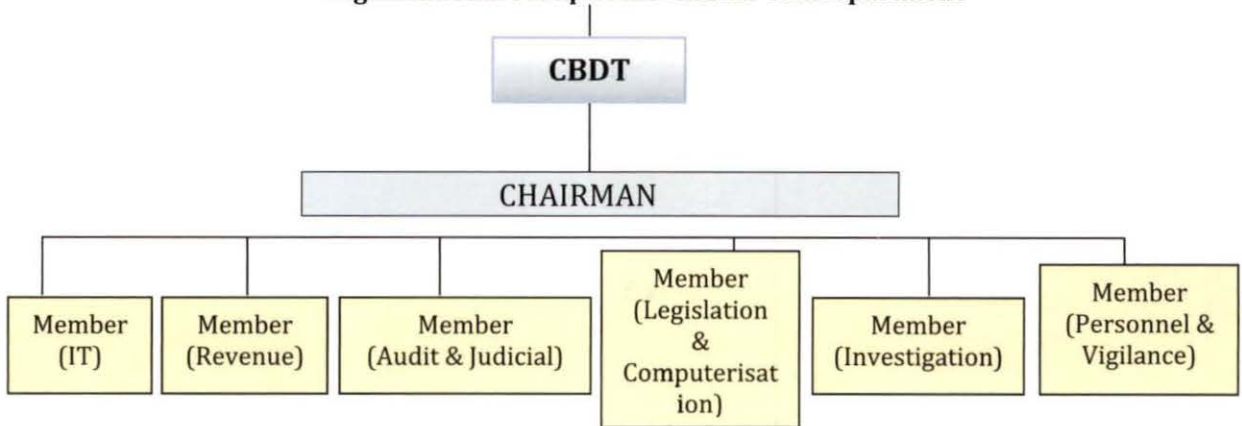 CBDT
CHAIRMAN
Member
(IT)
Member
(Revenue)
Member
(Audit & Judicial)
Member
(Legislation
&
Computerisat
ion)
Member
(Investigation)
Member
(Personnel &
Vigilance)